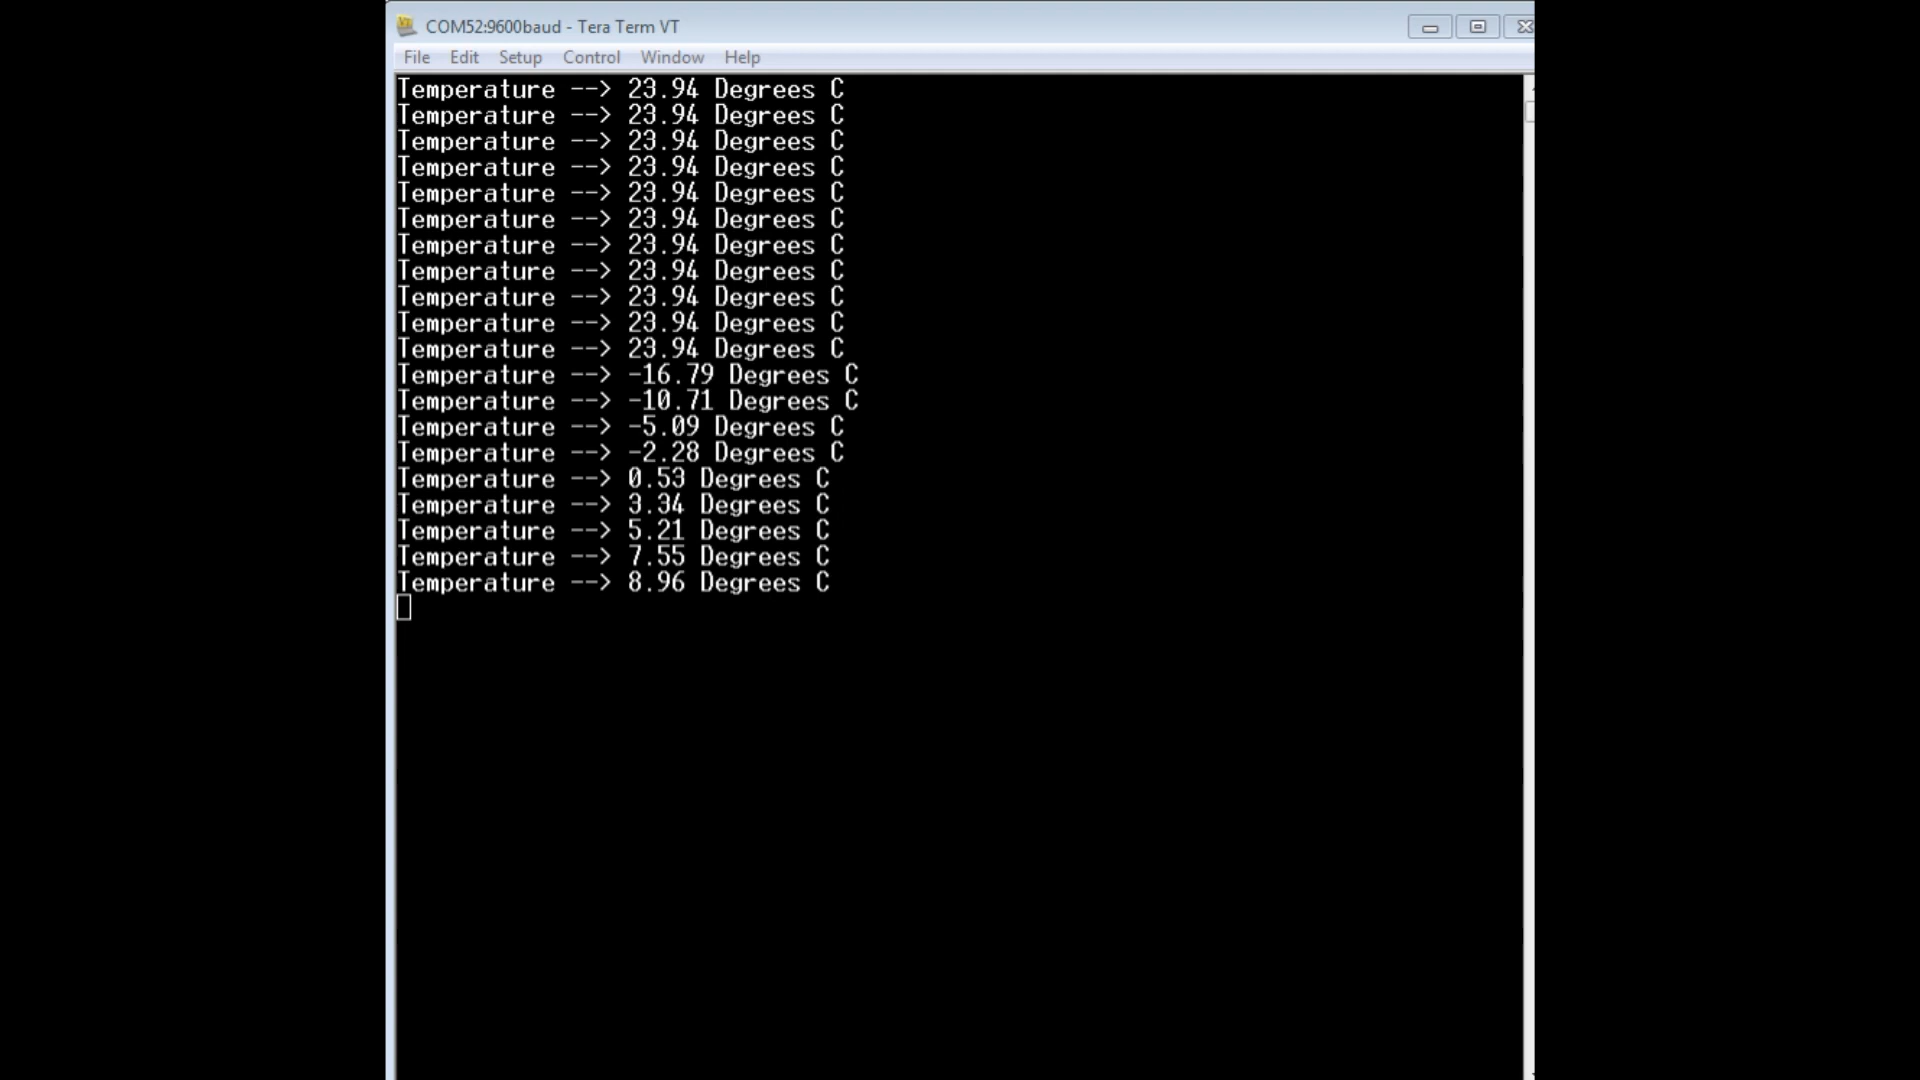 COM52:9600baud - Tera Term VT
File Edit Setup Control Window Help
Temperature --> 23.94 Degrees C
Temperature --> 23.94 Degrees C
Temperature --> 23.94 Degrees C
Temperature --> 23.94 Degrees C
Temperature --> 23.94 Degrees C
Temperature --> 23.94 Degrees C
Temperature --> 23.94 Degrees C
Temperature --> 23.94 Degrees C
Temperature --> 23.94 Degrees C
Temperature --> 23.94 Degrees C
Temperature --> 23.94 Degrees C
Temperature --> -16.79 Degrees C
Temperature --> -10.71 Degrees C
Temperature --> -5.09 Degrees C
Temperature --> -2.28 Degrees C
Temperature --> 0.53 Degrees C
Temperature --> 3.34 Degrees C
Temperature --> 5.21 Degrees C
Temperature --> 7.55 Degrees C
Temperature --> 8.96 Degrees C